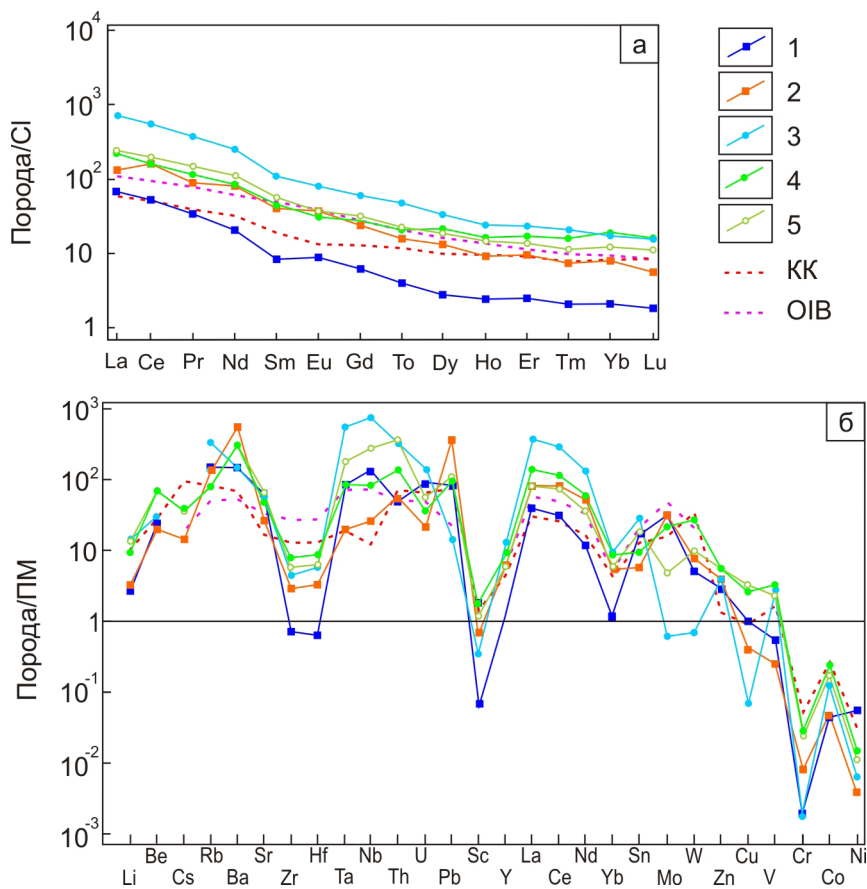 а
Порода/CI
10⁴
10³
10²
10
1
La Ce Pr Nd Sm Eu Gd To Dy Ho Er Tm Yb Lu
1
2
3
4
5
КК
OIB
б
Порода/ПМ
10³
10²
10
1
10⁻¹
10⁻²
10⁻³
Be Rb Sr Hf Nb U Sc La Nd Sn W Cu Cr Ni
Li Cs Ba Zr Ta Th Pb Y Ce Yb Mo Zn V Co